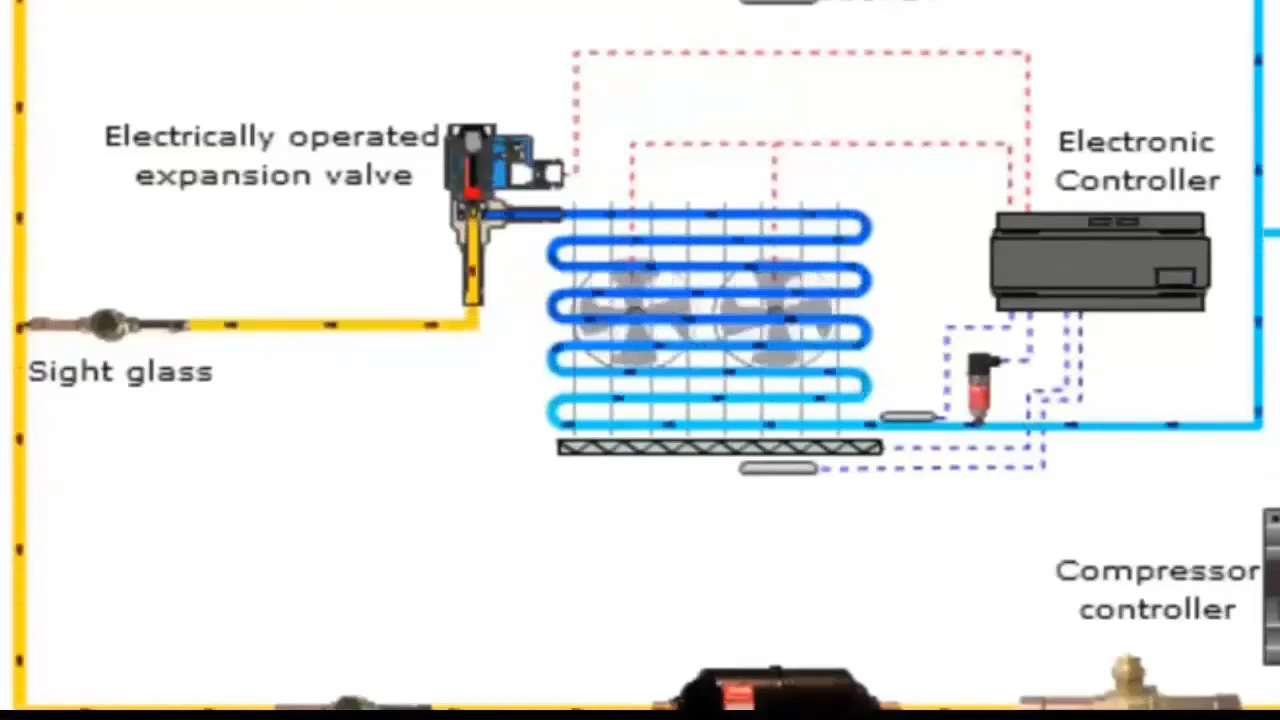 Electrically operated
expansion valve
Electronic
Controller
Sight glass
Compressor
controller